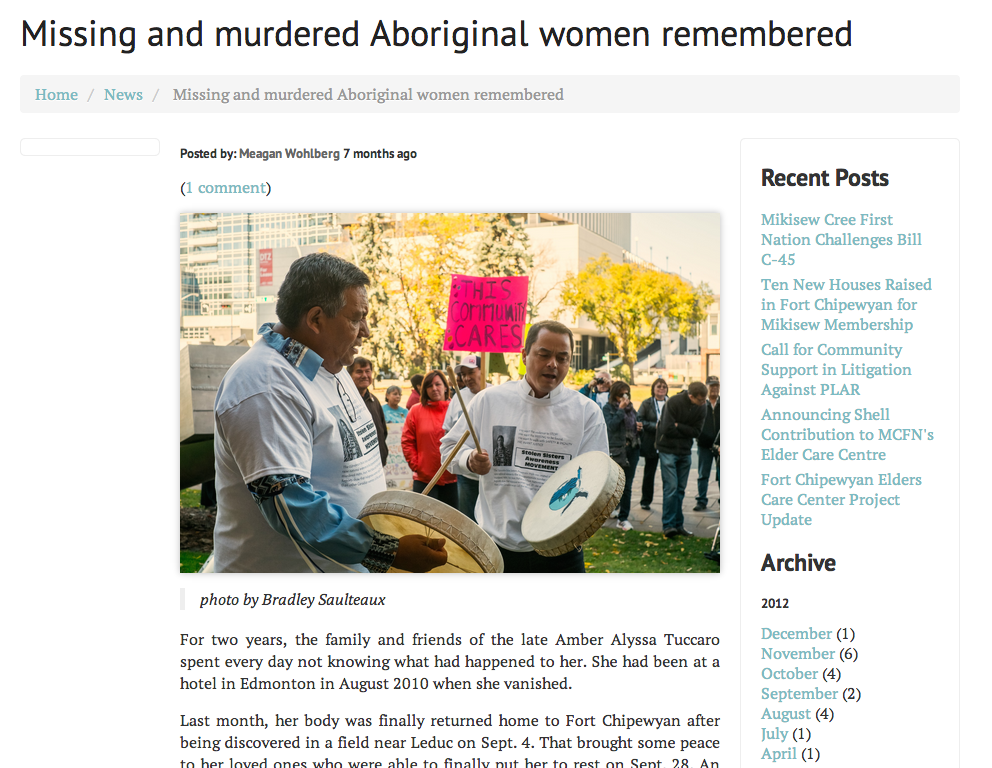 Missing and murdered Aboriginal women remembered
Home / News / Missing and murdered Aboriginal women remembered
Posted by: Meagan Wohlberg 7 months ago
(1 comment)
THIS
COMMUNITY
CARES
Stolen Sisters
Awareness
MOVEMENT
Stolen Sisters
Awareness
MOVEMENT
photo by Bradley Saulteaux
For two years, the family and friends of the late Amber Alyssa Tuccaro
spent every day not knowing what had happened to her. She had been at a
hotel in Edmonton in August 2010 when she vanished.
Last month, her body was finally returned home to Fort Chipewyan after
being discovered in a field near Leduc on Sept. 4. That brought some peace
to her loved ones who were able to finally put her to rest on Sept. 28. An
Recent Posts
Mikisew Cree First
Nation Challenges Bill
C-45
Ten New Houses Raised
in Fort Chipewyan for
Mikisew Membership
Call for Community
Support in Litigation
Against PLAR
Announcing Shell
Contribution to MCFN's
Elder Care Centre
Fort Chipewyan Elders
Care Center Project
Update
Archive
2012
December (1)
November (6)
October (4)
September (2)
August (4)
July (1)
April (1)